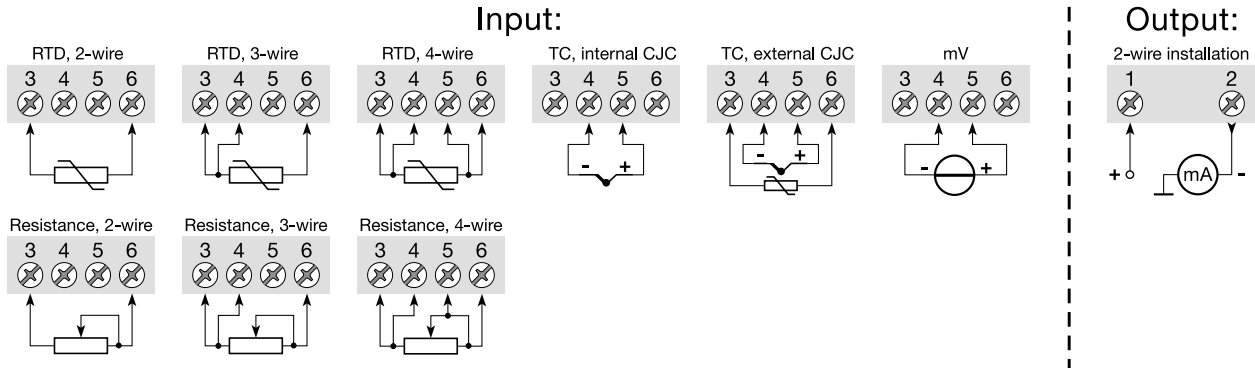 Input:
Output:
RTD, 2-wire
RTD, 3-wire
RTD, 4-wire
TC, internal CJC
TC, external CJC
mV
2-wire installation
3 4 5 6
3 4 5 6
3 4 5 6
3 4 5 6
3 4 5 6
3 4 5 6
1 2
- +
- +
- +
+ mA -
Resistance, 2-wire
Resistance, 3-wire
Resistance, 4-wire
3 4 5 6
3 4 5 6
3 4 5 6